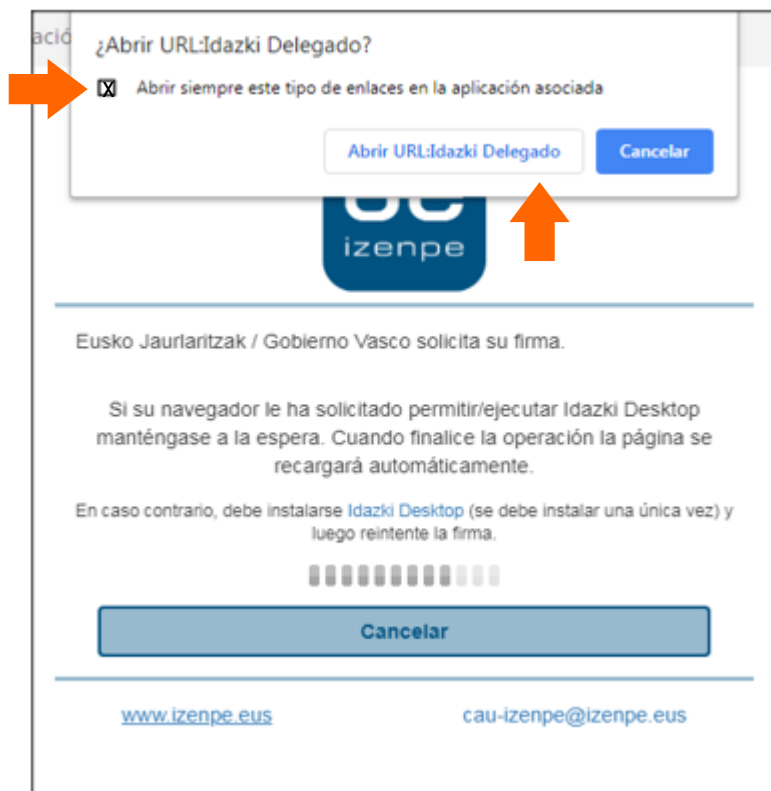 ació
¿Abrir URL:Idazki Delegado?
Abrir siempre este tipo de enlaces en la aplicación asociada
Abrir URL:Idazki Delegado
Cancelar
izenpe
Eusko Jaurlaritzak / Gobierno Vasco solicita su firma.
Si su navegador le ha solicitado permitir/ejecutar Idazki Desktop
manténgase a la espera. Cuando finalice la operación la página se
recargará automáticamente.
En caso contrario, debe instalarse Idazki Desktop (se debe instalar una única vez) y
luego reintente la firma.
Cancelar
www.izenpe.eus
cau-izenpe@izenpe.eus